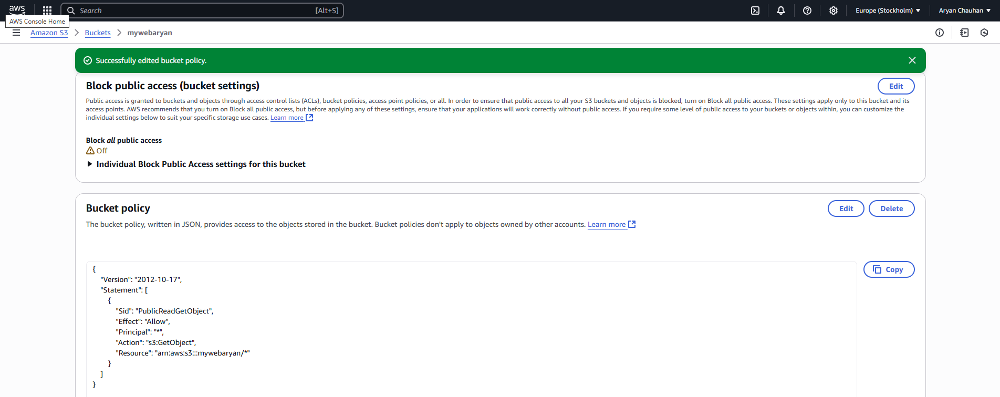 aws
Search
[Alt+S]
Europe (Stockholm)
Aryan Chauhan
AWS Console Home
Amazon S3
Buckets
mywebaryan
Successfully edited bucket policy.
Block public access (bucket settings)
Edit
Public access is granted to buckets and objects through access control lists (ACLs), bucket policies, access point policies, or all. In order to ensure that public access to all your S3 buckets and objects is blocked, turn on Block all public access. These settings apply only to this bucket and its
access points. AWS recommends that you turn on Block all public access, but before applying any of these settings, ensure that your applications will work correctly without public access. If you require some level of public access to your buckets or objects within, you can customize the
individual settings below to suit your specific storage use cases. Learn more
Block all public access
Off
Individual Block Public Access settings for this bucket
Bucket policy
Edit
Delete
The bucket policy, written in JSON, provides access to the objects stored in the bucket. Bucket policies don't apply to objects owned by other accounts. Learn more
Copy
{
"Version": "2012-10-17",
"Statement": [
{
"Sid": "PublicReadGetObject",
"Effect": "Allow",
"Principal": "*",
"Action": "s3:GetObject",
"Resource": "arn:aws:s3:::mywebaryan/*"
}
]
}